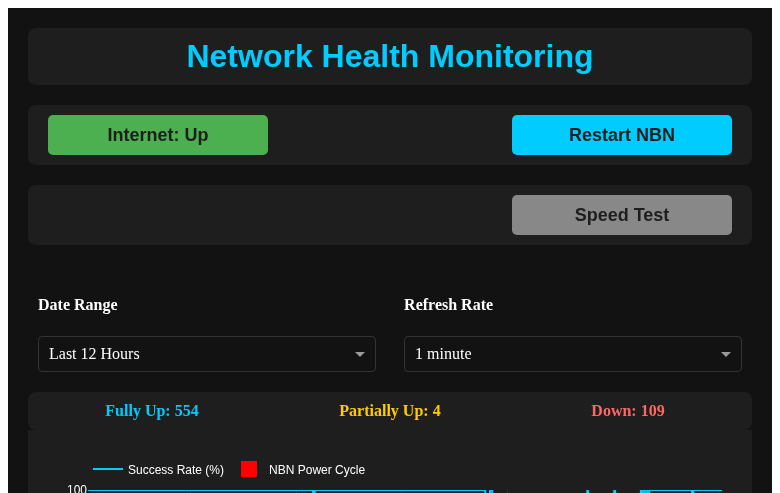 Network Health Monitoring
Internet: Up
Restart NBN
Speed Test
Date Range
Refresh Rate
Last 12 Hours
1 minute
Fully Up: 554
Partially Up: 4
Down: 109
Success Rate (%)
NBN Power Cycle
100